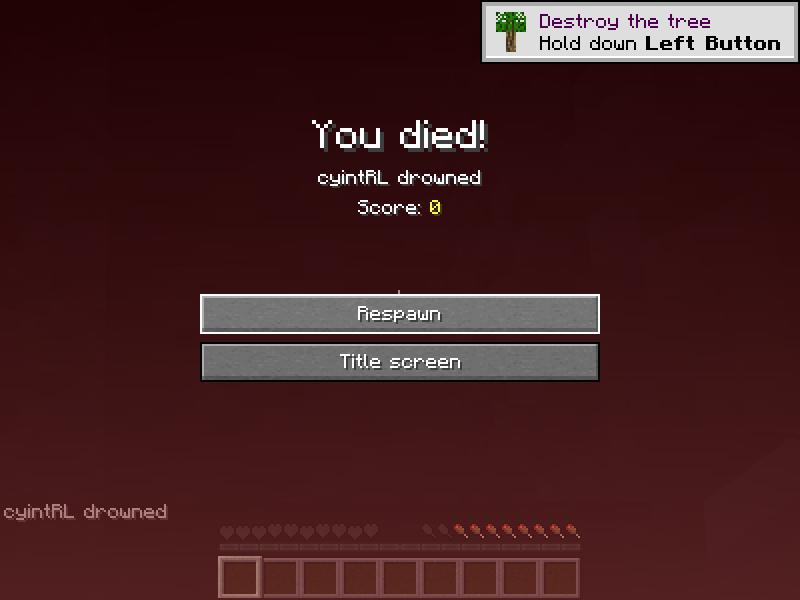 Destroy the tree
Hold down Left Button
You died!
cyintRL drowned
Score: 0
Respawn
Title screen
cyintRL drowned